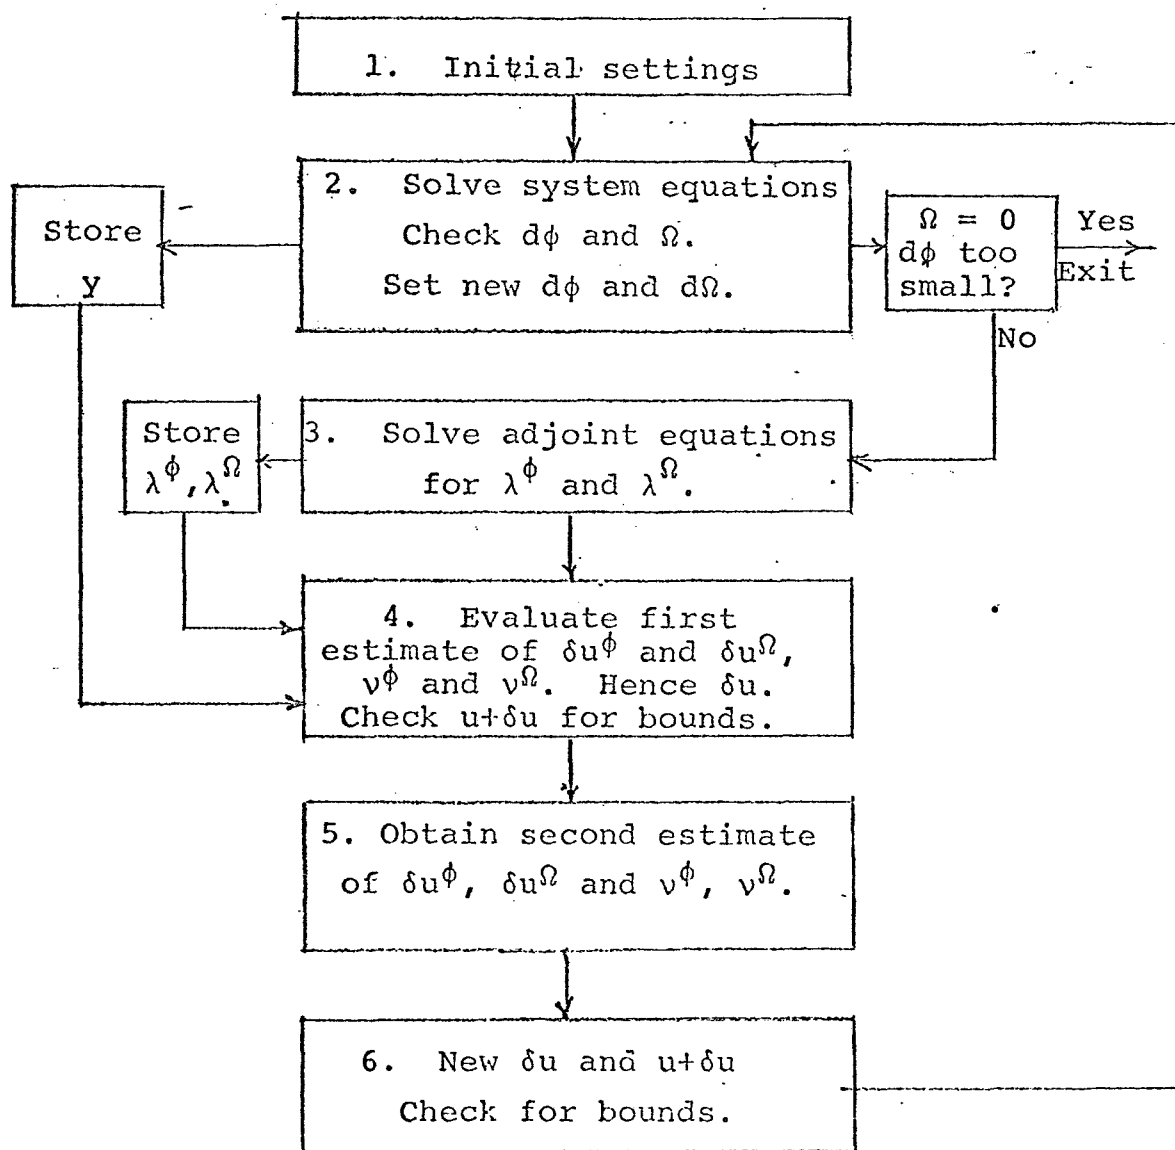 1. Initial settings
2. Solve system equations
Check dϕ and Ω.
Set new dϕ and dΩ.
Store
y
Ω = 0
dϕ too
small?
Yes
Exit
No
Store
λ^ϕ, λ^Ω.
3. Solve adjoint equations
for λ^ϕ and λ^Ω.
4. Evaluate first
estimate of δu^ϕ and δu^Ω,
ν^ϕ and ν^Ω. Hence δu.
Check u+δu for bounds.
5. Obtain second estimate
of δu^ϕ, δu^Ω and ν^ϕ, ν^Ω.
6. New δu and u+δu
Check for bounds.